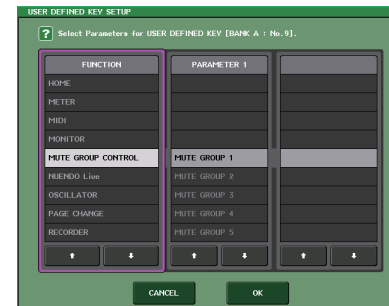 USER DEFINED KEY SETUP
? Select Parameters for USER DEFINED KEY [BANK A : No.9].
FUNCTION
PARAMETER 1
HOME
METER
MIDI
MONITOR
MUTE GROUP CONTROL
MUTE GROUP 1
NUENDO Live
MUTE GROUP 2
OSCILLATOR
MUTE GROUP 3
PAGE CHANGE
MUTE GROUP 4
RECORDER
MUTE GROUP 5
CANCEL
OK